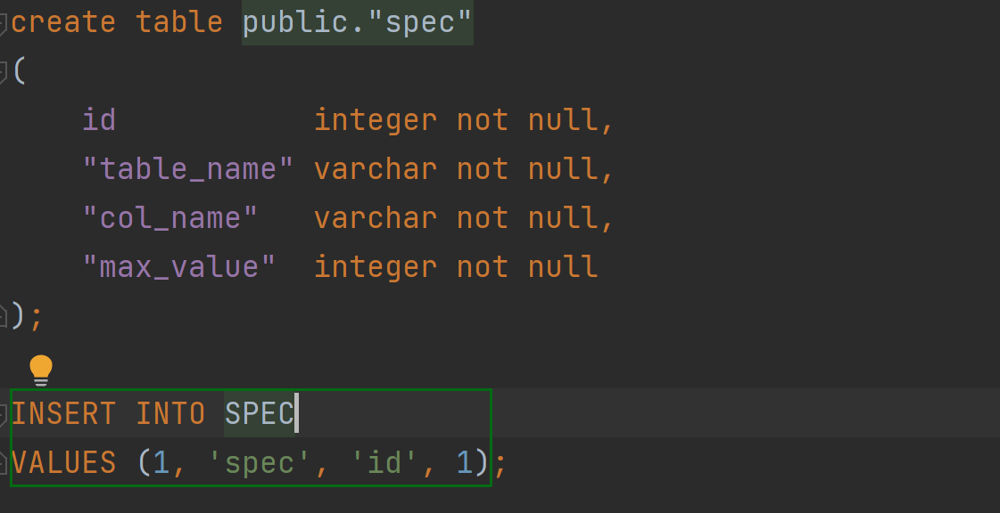 create table public."spec"
(
    id           integer not null,
    "table_name" varchar not null,
    "col_name"   varchar not null,
    "max_value"  integer not null
);
INSERT INTO SPEC
VALUES (1, 'spec', 'id', 1);